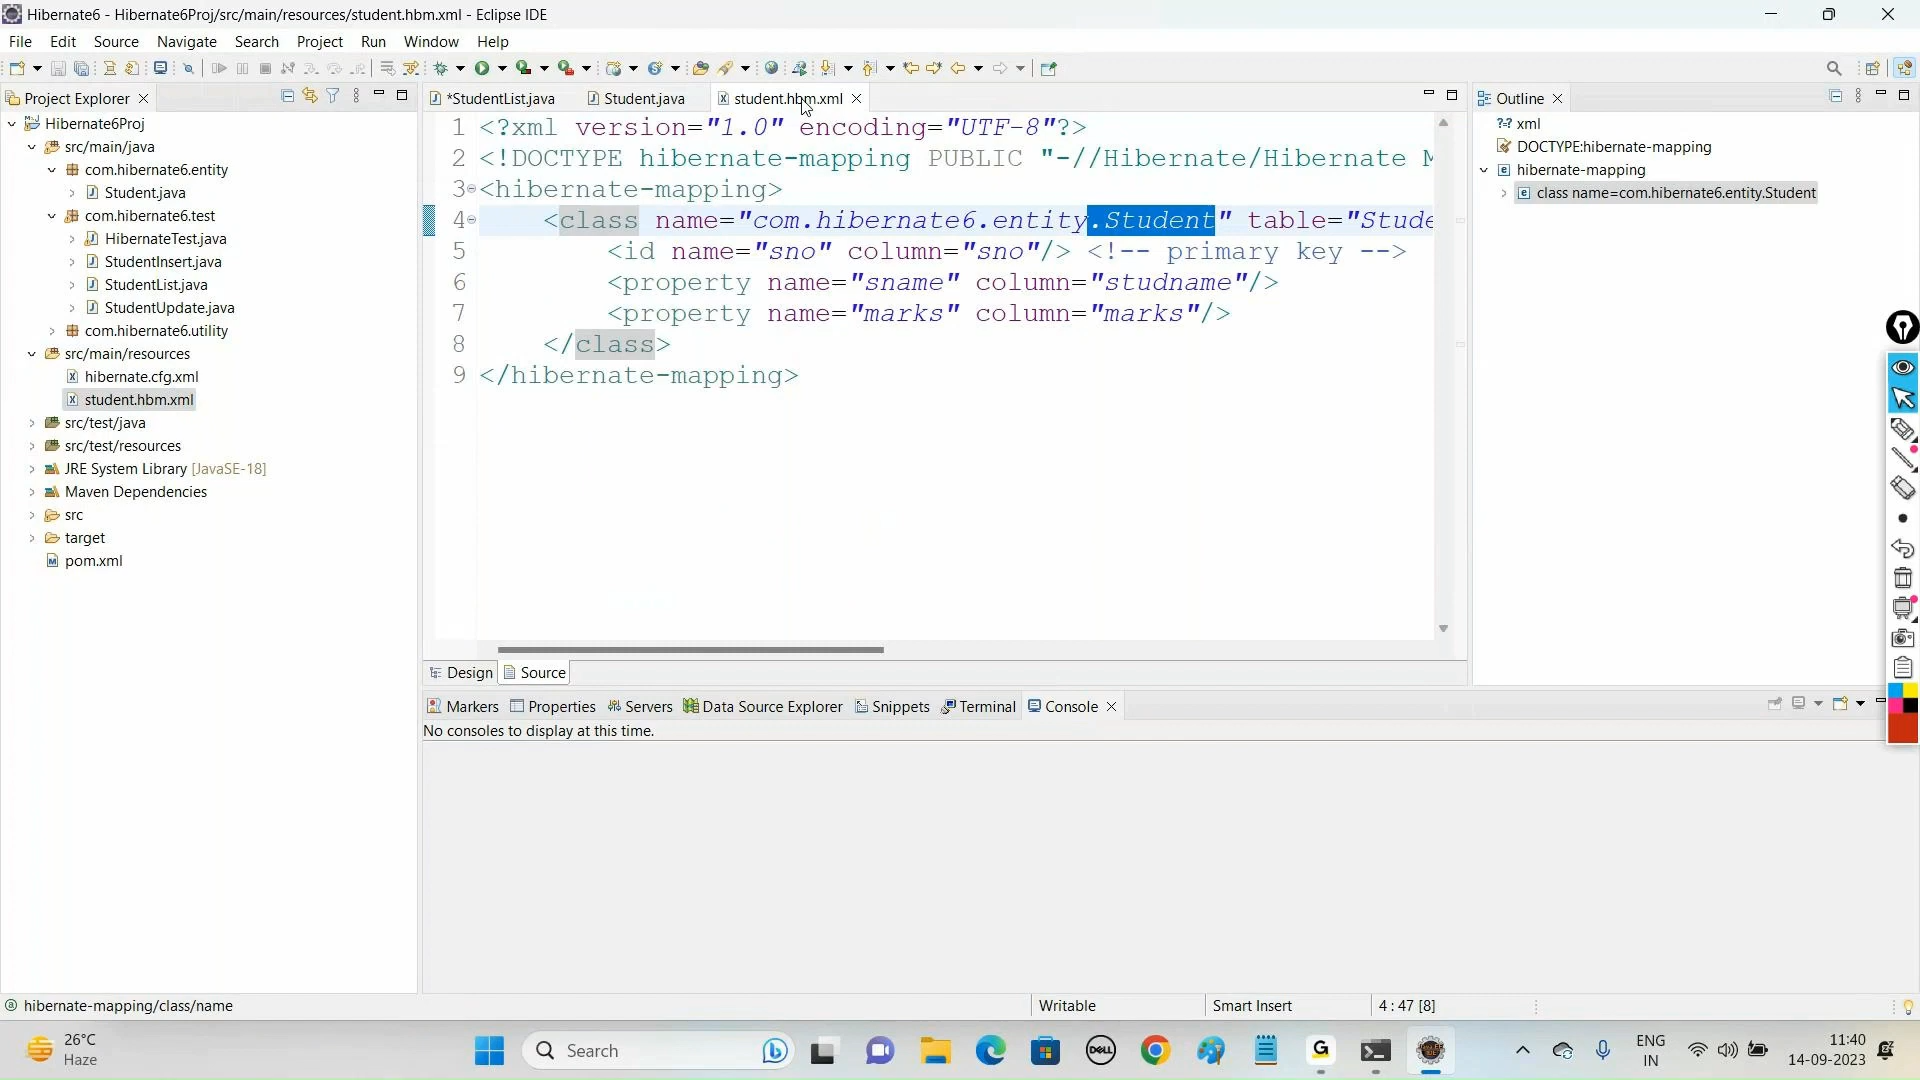 Hibernate6 - Hibernate6Proj/src/main/resources/student.hbm.xml - Eclipse IDE
File Edit Source Navigate Search Project Run Window Help
Project Explorer
Hibernate6Proj
src/main/java
com.hibernate6.entity
Student.java
com.hibernate6.test
HibernateTest.java
StudentInsert.java
StudentList.java
StudentUpdate.java
com.hibernate6.utility
src/main/resources
hibernate.cfg.xml
student.hbm.xml
src/test/java
src/test/resources
JRE System Library [JavaSE-18]
Maven Dependencies
src
target
pom.xml
*StudentList.java Student.java student.hbm.xml
1 <?xml version="1.0" encoding="UTF-8"?>
2 <!DOCTYPE hibernate-mapping PUBLIC "-//Hibernate/Hibernate M
3 <hibernate-mapping>
4 <class name="com.hibernate6.entity.Student" table="Stude
5 <id name="sno" column="sno"/> <!-- primary key -->
6 <property name="sname" column="studname"/>
7 <property name="marks" column="marks"/>
8 </class>
9 </hibernate-mapping>
Design Source
Outline
xml
DOCTYPE:hibernate-mapping
hibernate-mapping
class name=com.hibernate6.entity.Student
Markers Properties Servers Data Source Explorer Snippets Terminal Console
No consoles to display at this time.
hibernate-mapping/class/name Writable Smart Insert 4 : 47 [8]
26°C
Haze
Search
DELL
ENG
IN
11:40
14-09-2023